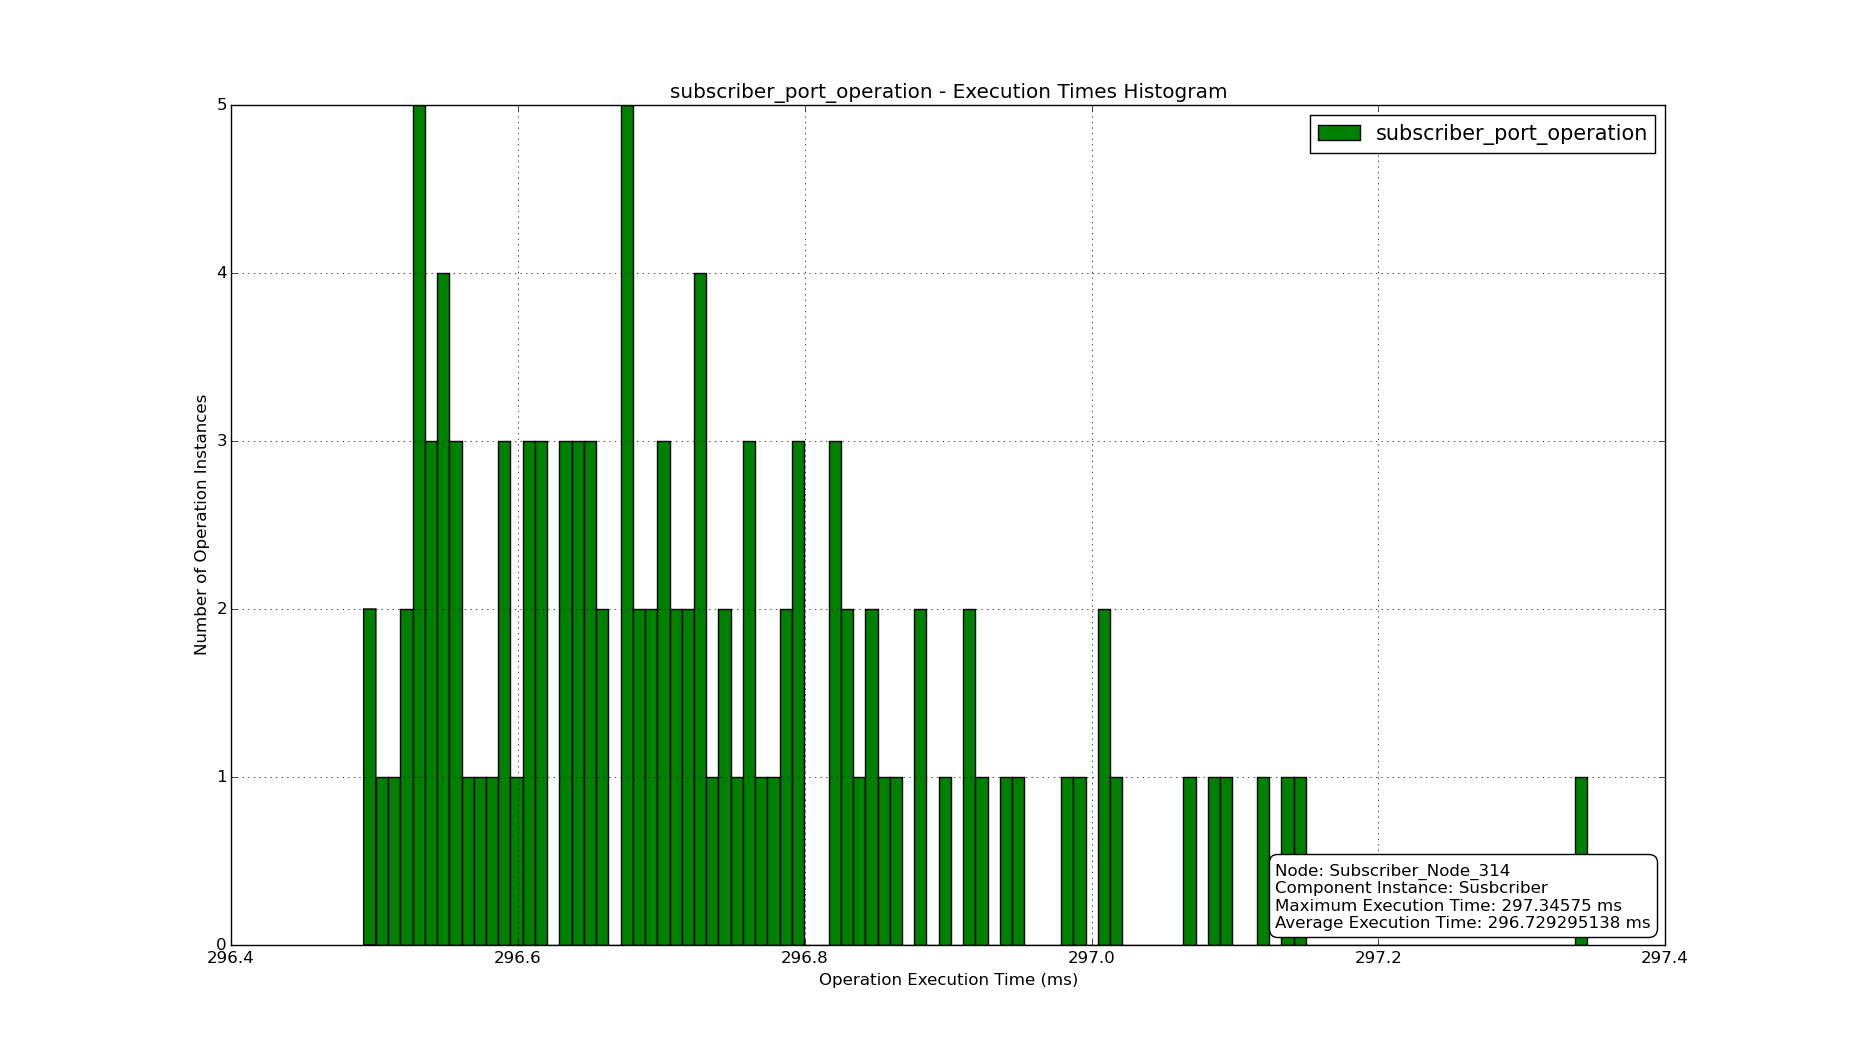 subscriber_port_operation - Execution Times Histogram
subscriber_port_operation
5
4
3
2
1
0
Number of Operation Instances
Node: Subscriber_Node_314
Component Instance: Susbcriber
Maximum Execution Time: 297.34575 ms
Average Execution Time: 296.729295138 ms
296.4 296.6 296.8 297.0 297.2 297.4
Operation Execution Time (ms)